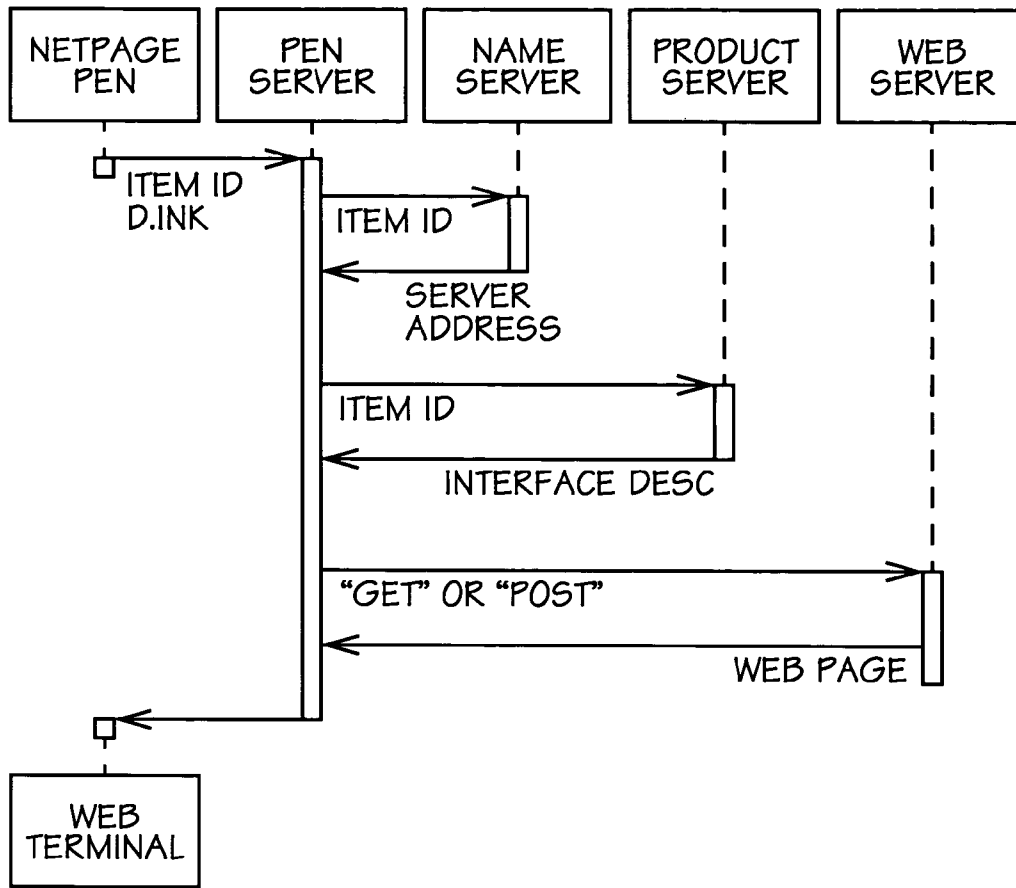 NETPAGE
PEN
PEN
SERVER
NAME
SERVER
PRODUCT
SERVER
WEB
SERVER
ITEM ID
D.INK
ITEM ID
SERVER
ADDRESS
ITEM ID
INTERFACE DESC
“GET” OR “POST”
WEB PAGE
WEB
TERMINAL